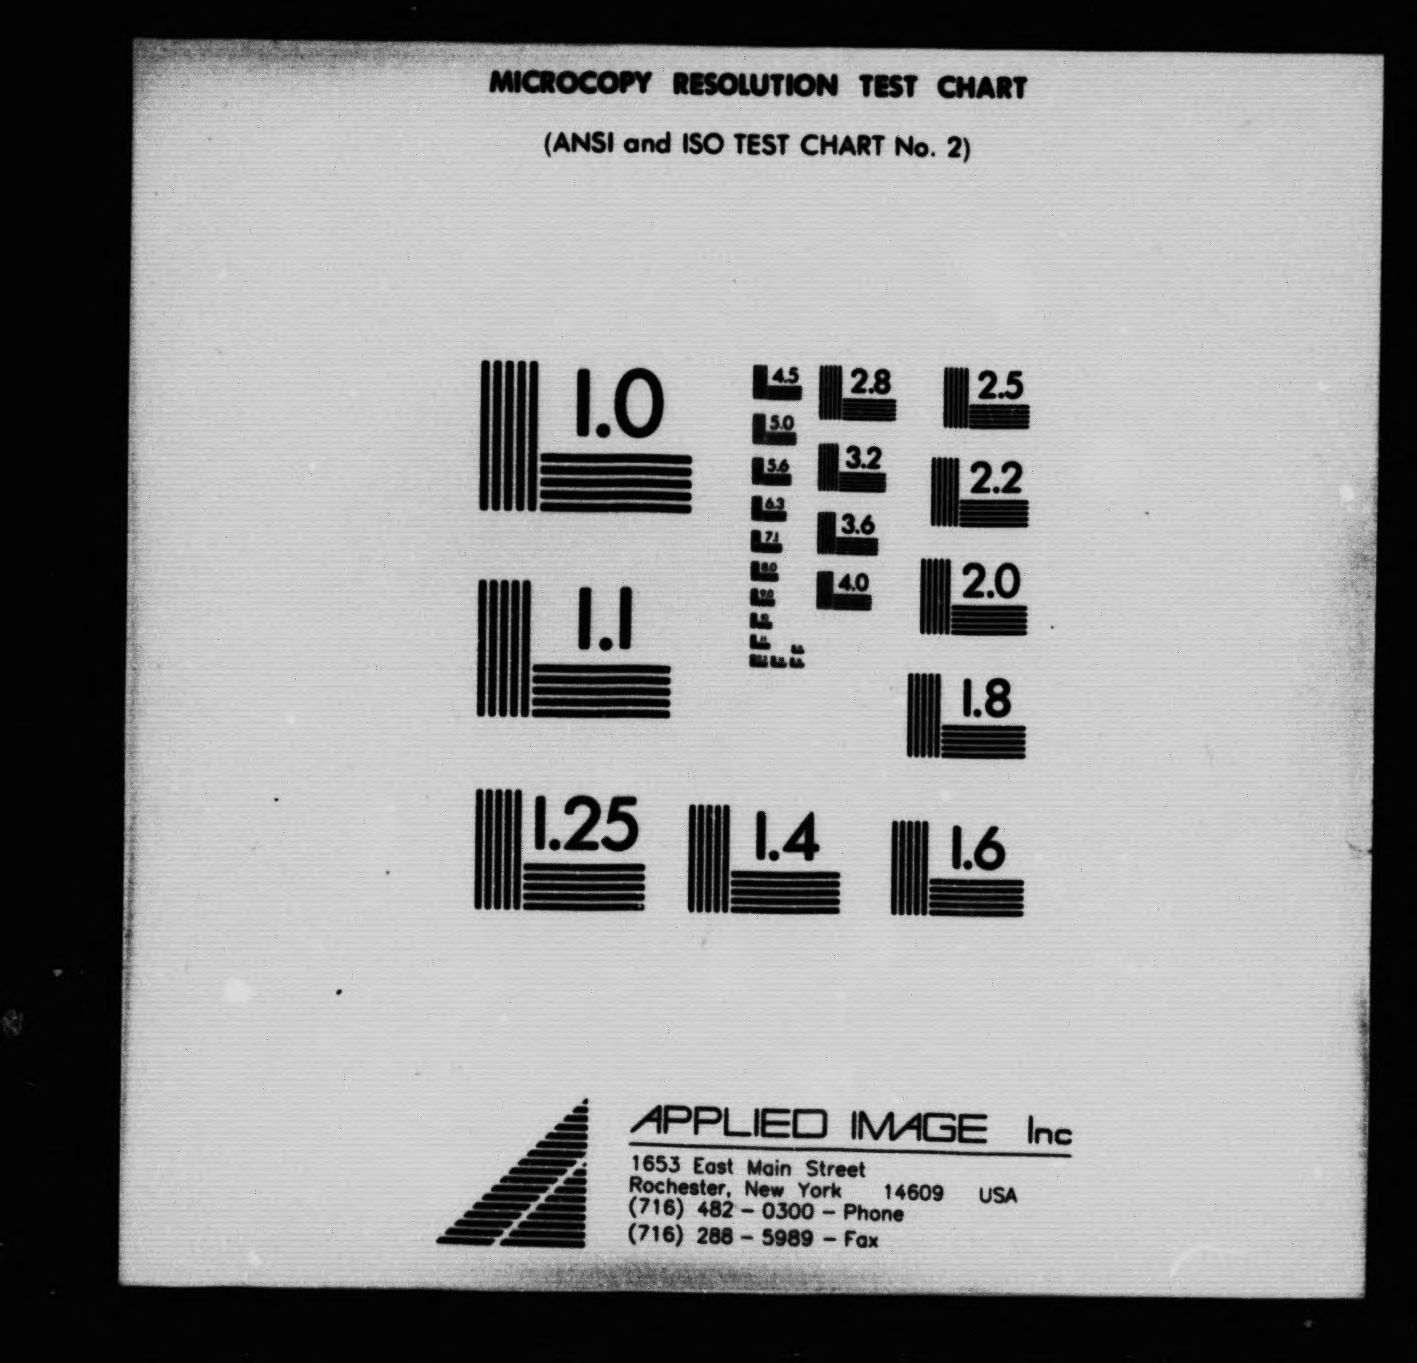 MICROCOPY RESOLUTION TEST CHART
(ANSI and ISO TEST CHART No. 2)
1.0
1.1
1.25
1.4
1.6
1.8
2.0
2.2
2.5
2.8
3.2
3.6
4.0
4.5
5.0
5.6
6.3
7.1
8.0
9.0
APPLIED IMAGE Inc
1653 East Main Street
Rochester, New York 14609 USA
(716) 482 - 0300 - Phone
(716) 288 - 5989 - Fax